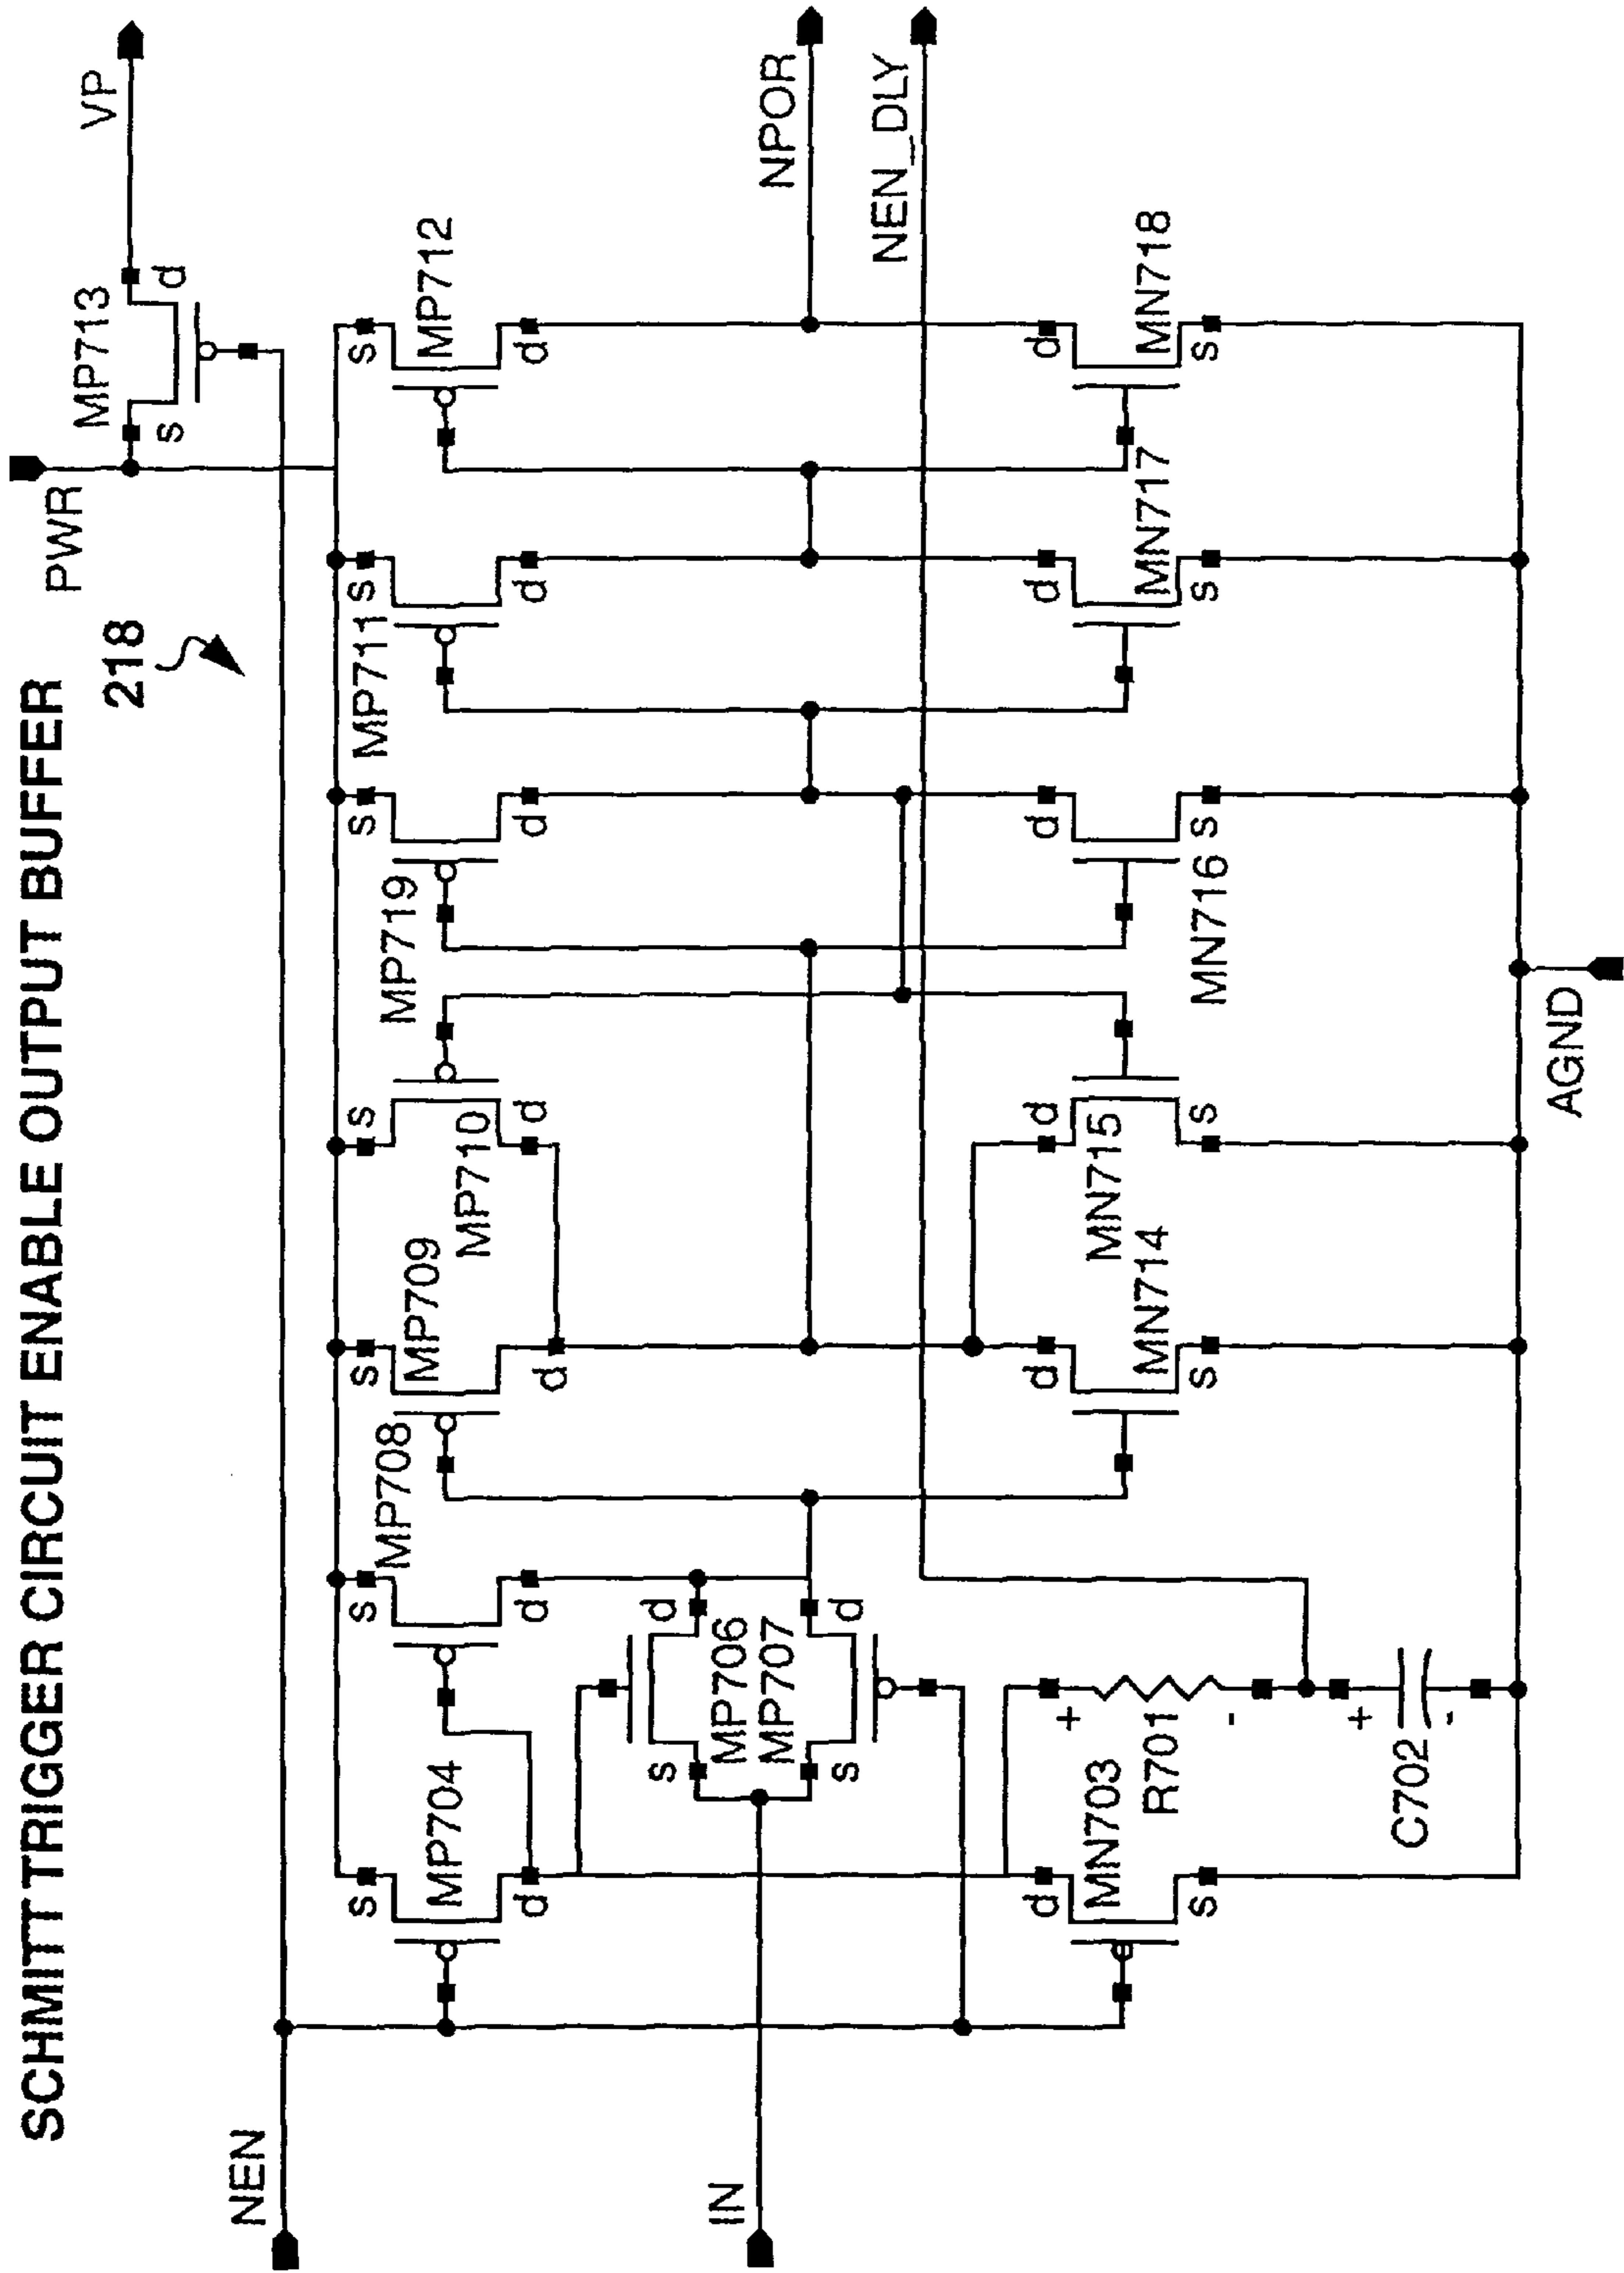 SCHMITT TRIGGER CIRCUIT ENABLE OUTPUT BUFFER
218
PWR
MP713
s
d
VP
NEN
s
MP704
d
s
MP708
d
s
MP709
d
s
MP710
d
s
MP719
d
s
MP711
d
s
MP712
d
IN
s
d
MP706
MP707
s
d
NPOR
NEN_DLY
d
MN703
s
+
R701
-
+
C702
-
d
MN714
s
d
MN715
s
d
MN716
s
d
MN717
s
d
MN718
s
AGND